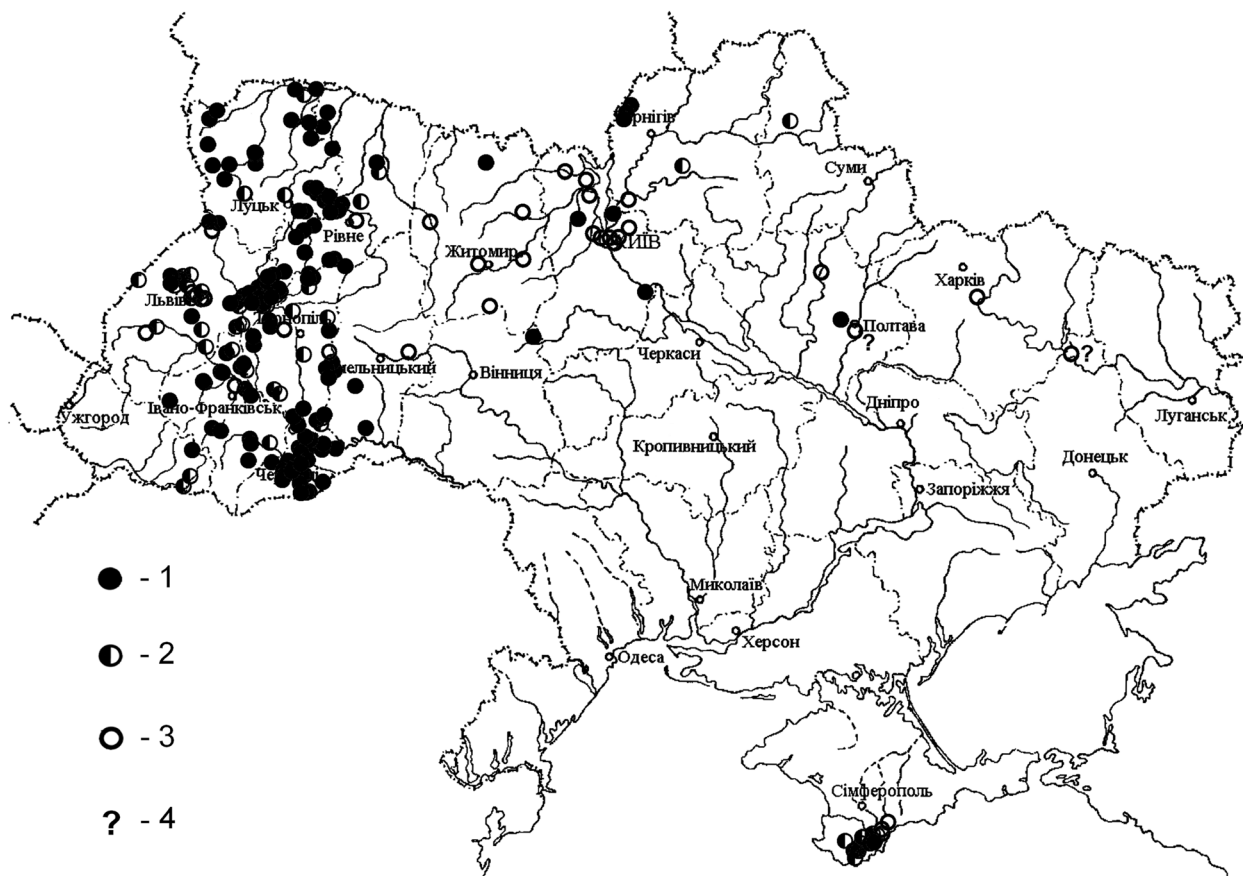 Чернігів
Суми
Луцьк
Рівне
КИЇВ
Житомир
Харків
Львів
Тернопіль
Полтава
?
?
Черкаси
Хмельницький
Вінниця
Ужгород
Івано-Франківськ
Дніпро
Луганськ
Кропивницький
Донецьк
Запоріжжя
- 1
Миколаїв
- 2
Херсон
Одеса
- 3
Сімферополь
? - 4